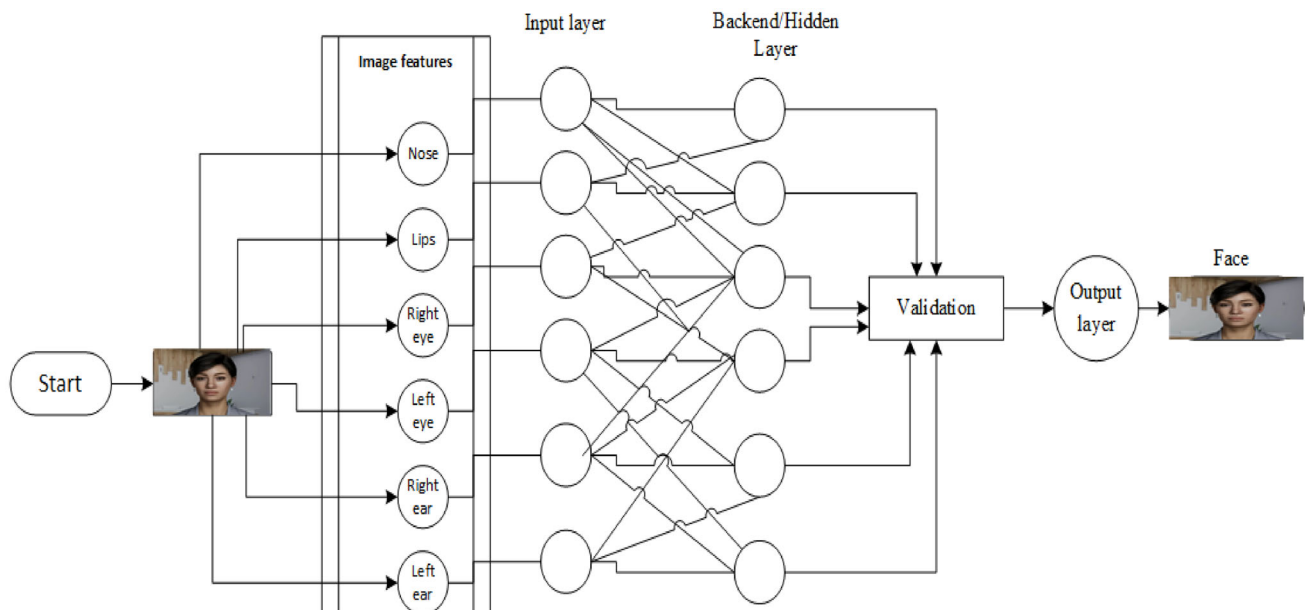 Input layer
Backend/Hidden
Layer
Image features
Nose
Lips
Right
eye
Left
eye
Right
ear
Left
ear
Start
Validation
Output
layer
Face